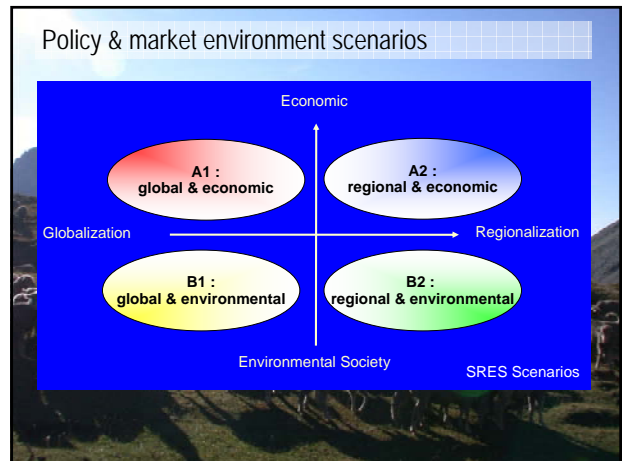 Policy & market environment scenarios
Economic
A1 :
global & economic
A2 :
regional & economic
Globalization
Regionalization
B1 :
global & environmental
B2 :
regional & environmental
Environmental Society
SRES Scenarios